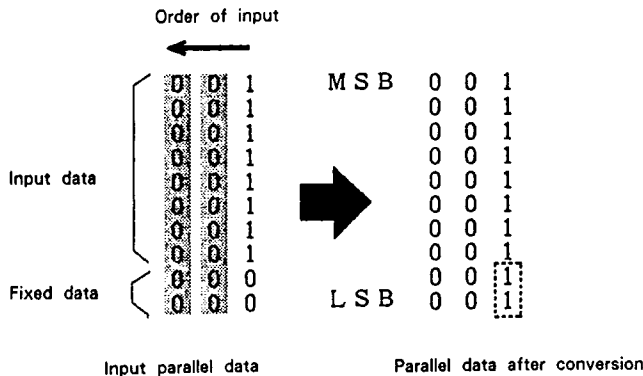 Order of input
0 0 1 M S B 0 0 1
0 0 1 0 0 1
0 0 1 0 0 1
0 0 1 0 0 1
Input data 0 0 1 0 0 1
0 0 1 0 0 1
0 0 1 0 0 1
0 0 1 0 0 1
Fixed data 0 0 0 0 0 1
0 0 0 L S B 0 0 1
Input parallel data Parallel data after conversion